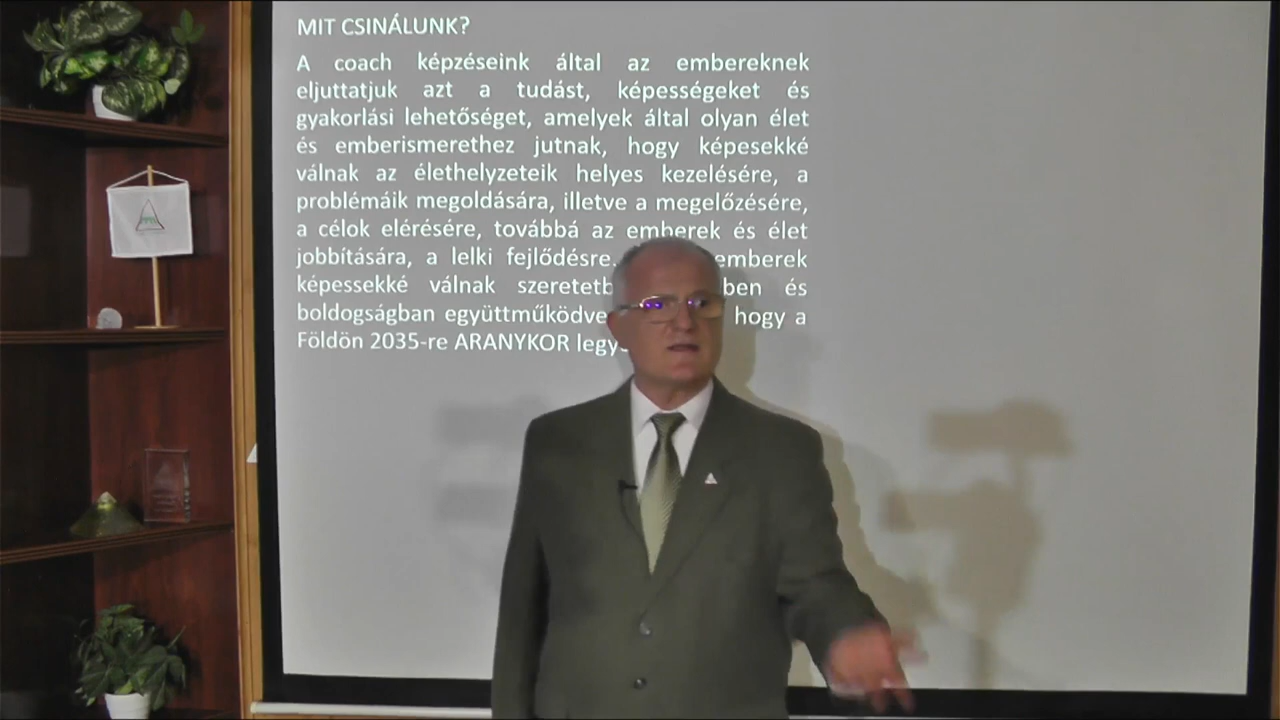 MIT CSINÁLUNK?
A coach képzéseink által az embereknek
eljuttatjuk azt a tudást, képességeket és
gyakorlási lehetőséget, amelyek által olyan élet
és emberismerethez jutnak, hogy képesekké
válnak az élethelyzeteik helyes kezelésére, a
problémáik megoldására, illetve a megelőzésére,
a célok elérésére, továbbá az emberek és élet
jobbítására, a lelki fejlődésre. emberek
képessekké válnak és
boldogságban együttműködve hogy a
Földön 2035-re ARANYKOR